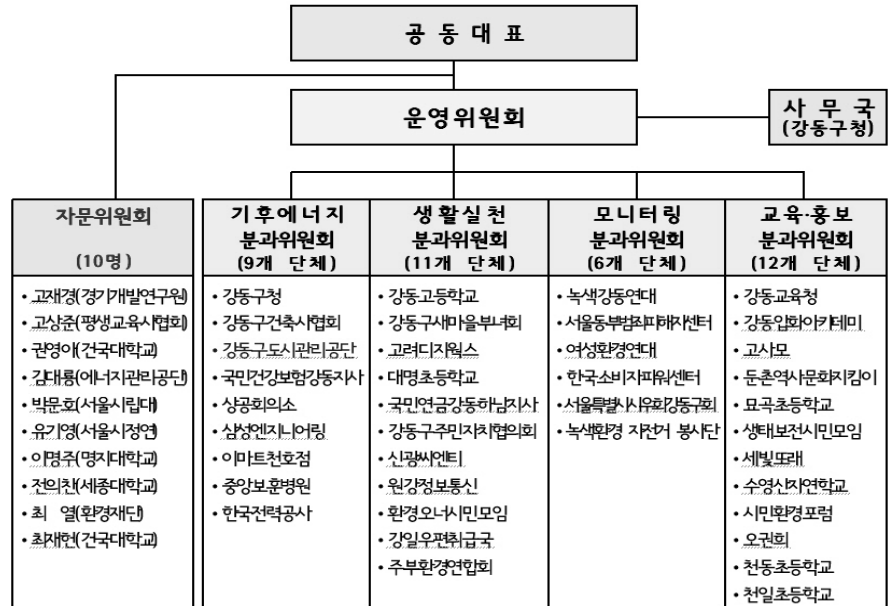 공 동 대 표
운영위원회
사 무 국
(강동구청)
자문위원회
(10명)
• 고재경(경기개발연구원)
• 고상준(평생교육사협회)
• 권영아(건국대학교)
• 김대룡(에너지관리공단)
• 박문호(서울시립대)
• 유기영(서울시정연)
• 이명주(명지대학교)
• 전의찬(세종대학교)
• 최 열(환경재단)
• 최재헌(건국대학교)
기후에너지
분과위원회
(9개 단체)
• 강동구청
• 강동구건축사협회
• 강동구도시관리공단
• 국민건강보험강동지사
• 상공회의소
• 삼성엔지니어링
• 이마트천호점
• 중앙보훈병원
• 한국전력공사
생활실천
분과위원회
(11개 단체)
• 강동고등학교
• 강동구새마을부녀회
• 고려디자웍스
• 대명초등학교
• 국민연금강동하남지사
• 강동구주민자치협의회
• 신광씨엔티
• 원강정보통신
• 환경오너시민모임
• 강일우편취급국
• 주부환경연합회
모니터링
분과위원회
(6개 단체)
• 녹색강동연대
• 서울동부범죄피해자센터
• 여성환경연대
• 한국소비자파워센터
• 서울특별시시우회강동구회
• 녹색환경 자전거 봉사단
교육·홍보
분과위원회
(12개 단체)
• 강동교육청
• 강동압화아카데미
• 고사모
• 둔촌역사문화지킴이
• 묘곡초등학교
• 생태보전시민모임
• 세빛또래
• 수영산자연학교
• 시민환경포럼
• 오권희
• 천동초등학교
• 천일초등학교